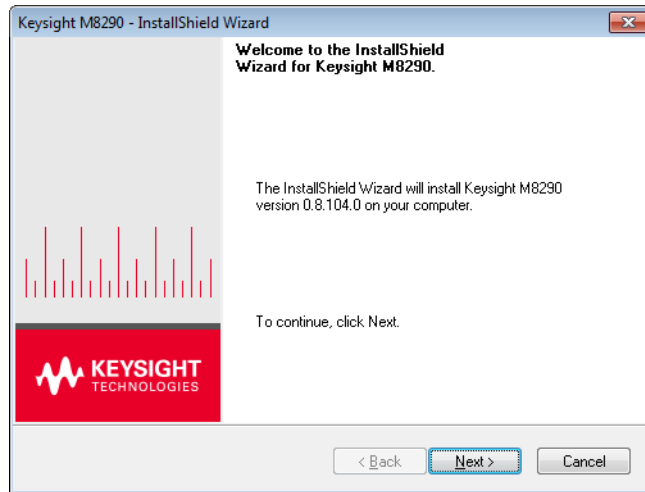 Keysight M8290 - InstallShield Wizard
Welcome to the InstallShield
Wizard for Keysight M8290.
The InstallShield Wizard will install Keysight M8290
version 0.8.104.0 on your computer.
To continue, click Next.
KEYSIGHT
TECHNOLOGIES
< Back
Next >
Cancel